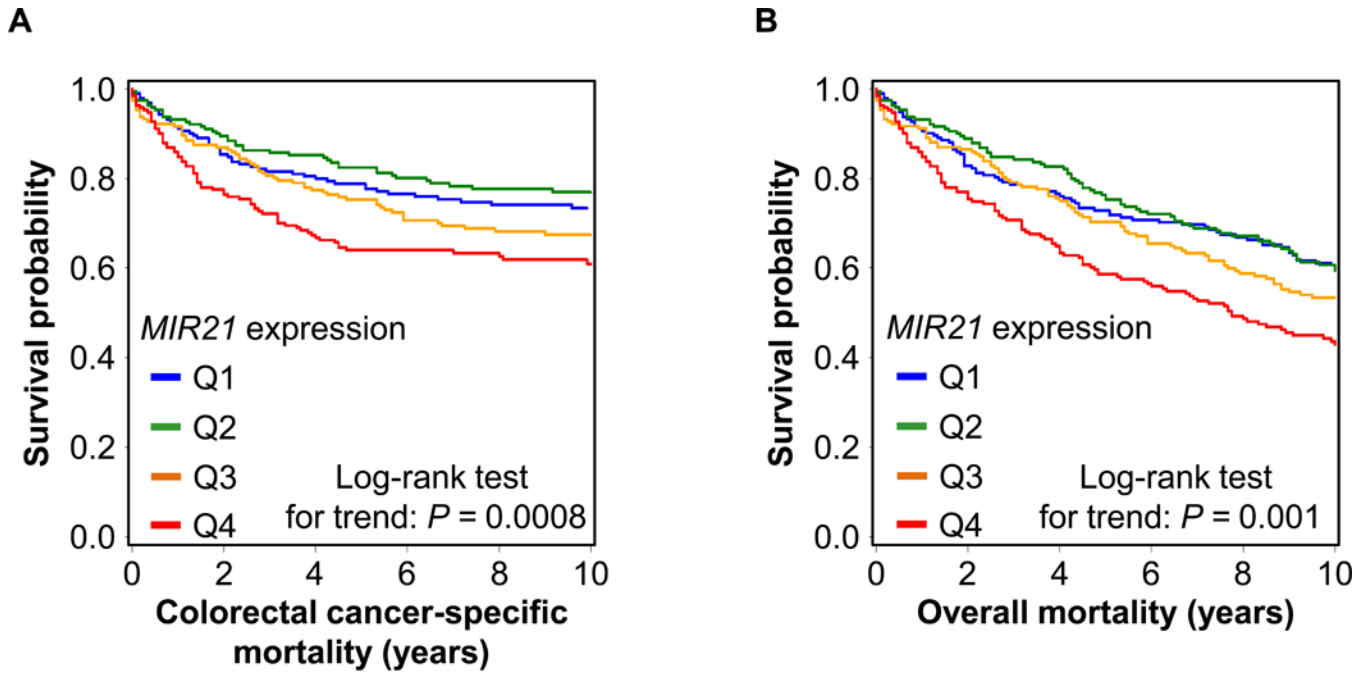 A
Survival probability
1.0
0.8
0.6
0.4
0.2
0.0
MIR21 expression
Q1
Q2
Q3
Q4
Log-rank test
for trend: P = 0.0008
0 2 4 6 8 10
Colorectal cancer-specific
mortality (years)
B
Survival probability
1.0
0.8
0.6
0.4
0.2
0.0
MIR21 expression
Q1
Q2
Q3
Q4
Log-rank test
for trend: P = 0.001
0 2 4 6 8 10
Overall mortality (years)